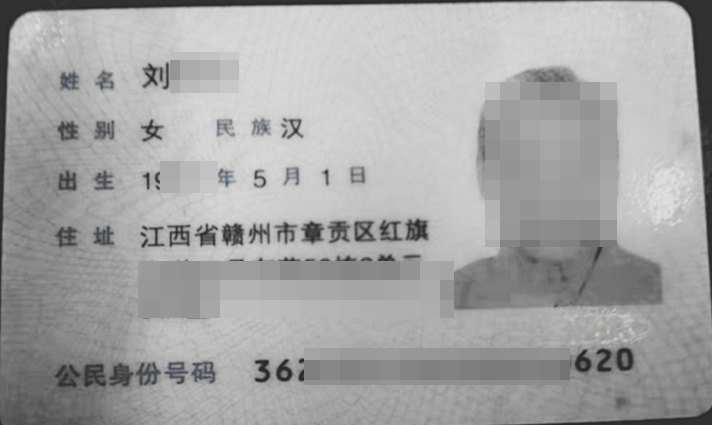 姓名 刘
性别 女 民族 汉
出生 19 年 5 月 1 日
住址 江西省赣州市章贡区红旗
公民身份号码 362 620